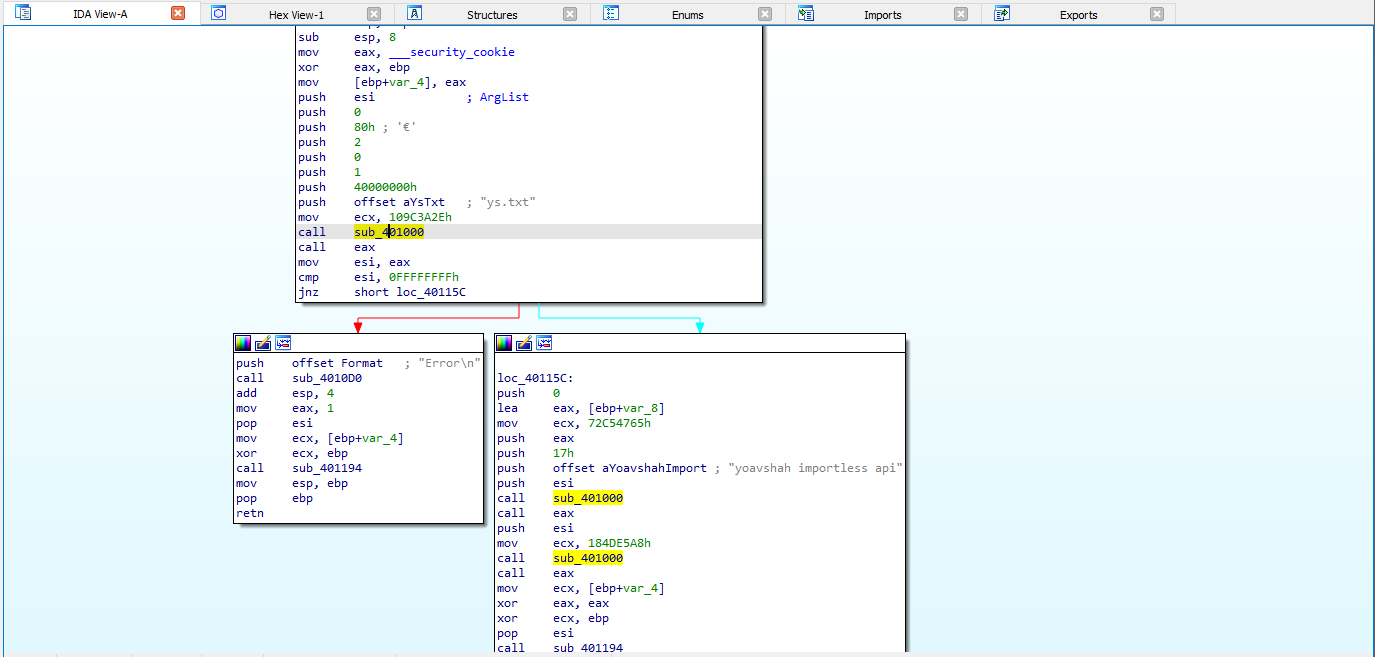 IDA View-A Hex View-1 Structures Enums Imports Exports
sub esp, 8
mov eax, ___security_cookie
xor eax, ebp
mov [ebp+var_4], eax
push esi ; ArgList
push 0
push 80h ; '€'
push 2
push 0
push 1
push 40000000h
push offset aYsTxt ; "ys.txt"
mov ecx, 109C3A2Eh
call sub_401000
call eax
mov esi, eax
cmp esi, 0FFFFFFFFh
jnz short loc_40115C
push offset Format ; "Error\n"
call sub_4010D0
add esp, 4
mov eax, 1
pop esi
mov ecx, [ebp+var_4]
xor ecx, ebp
call sub_401194
mov esp, ebp
pop ebp
retn
loc_40115C:
push 0
lea eax, [ebp+var_8]
mov ecx, 72C54765h
push eax
push 17h
push offset aYoavshahImport ; "yoavshah importless api"
push esi
call sub_401000
call eax
push esi
mov ecx, 184DE5A8h
call sub_401000
call eax
mov ecx, [ebp+var_4]
xor eax, eax
xor ecx, ebp
pop esi
call sub_401194